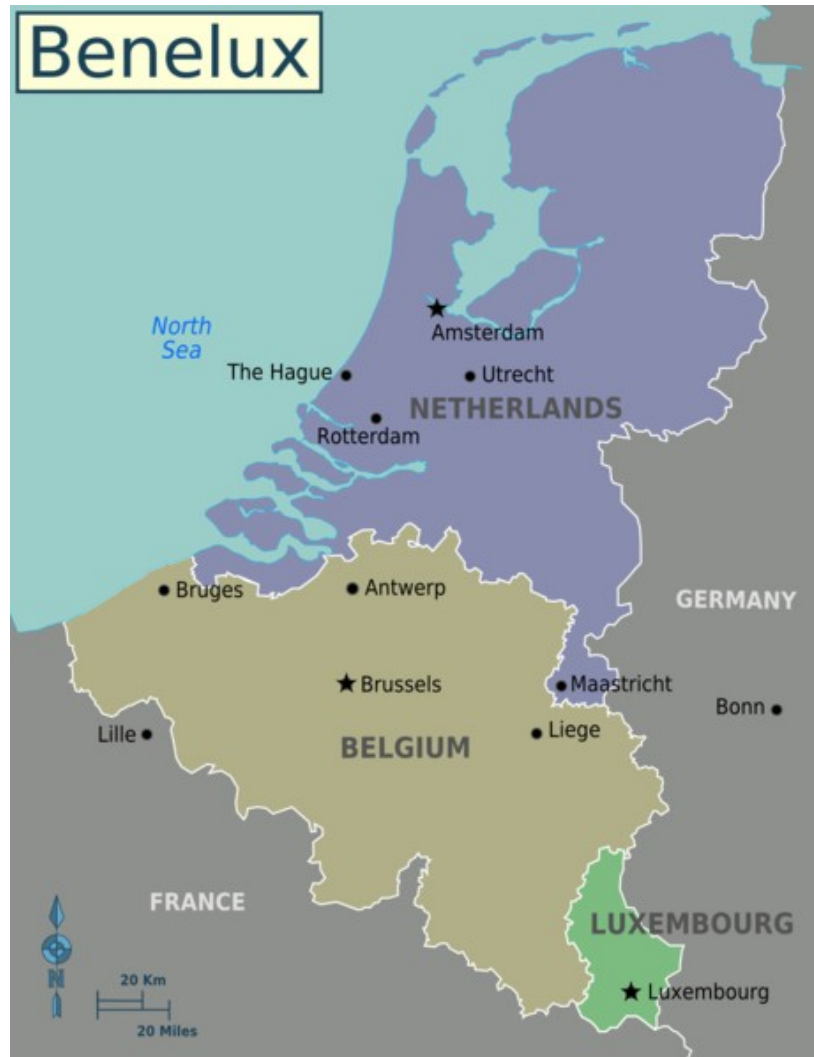 Benelux
North
Sea
Amsterdam
The Hague
Utrecht
NETHERLANDS
Rotterdam
Bruges
Antwerp
GERMANY
Brussels
Maastricht
Bonn
Lille
BELGIUM
Liege
FRANCE
LUXEMBOURG
N
20 Km
20 Miles
Luxembourg